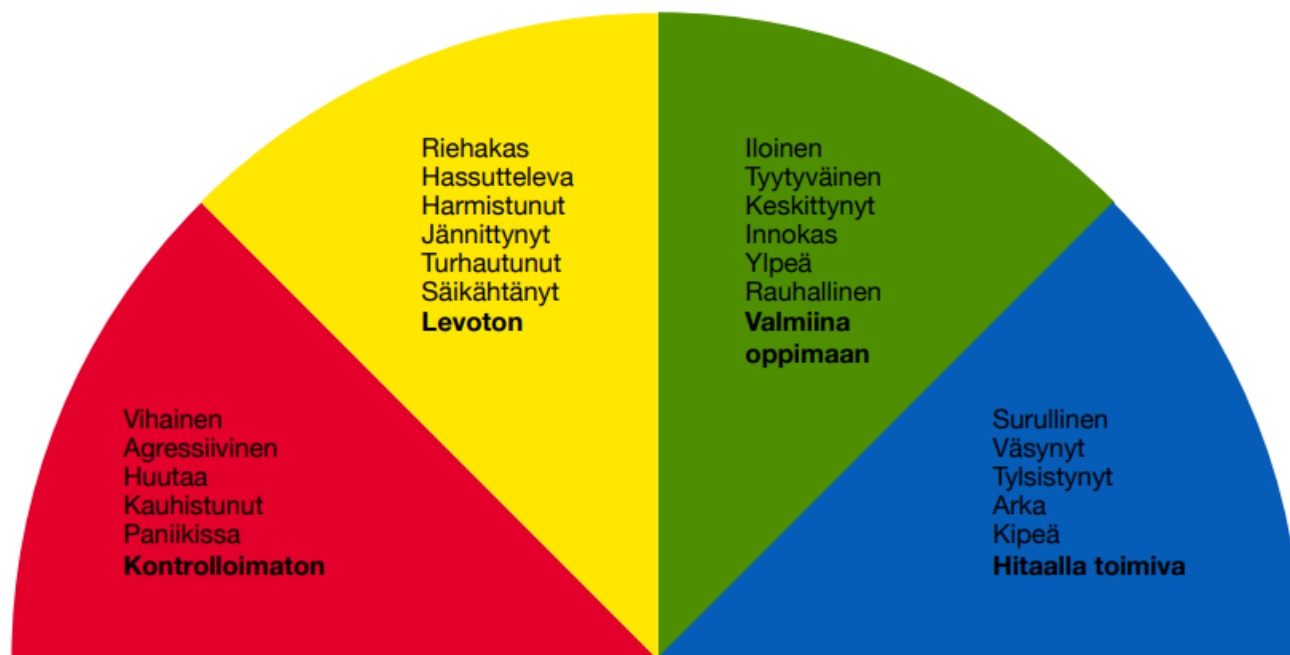 Riehakas
Hassutteleva
Harmistunut
Jännittynyt
Turhautunut
Säikähtänyt
Levoton
Iloinen
Tyytyväinen
Keskittynyt
Innokas
Ylpeä
Rauhallinen
Valmiina
oppimaan
Vihainen
Agressiivinen
Huutaa
Kauhistunut
Paniikissa
Kontrolloimaton
Surullinen
Väsynyt
Tylsistynyt
Arka
Kipeä
Hitaalla toimiva